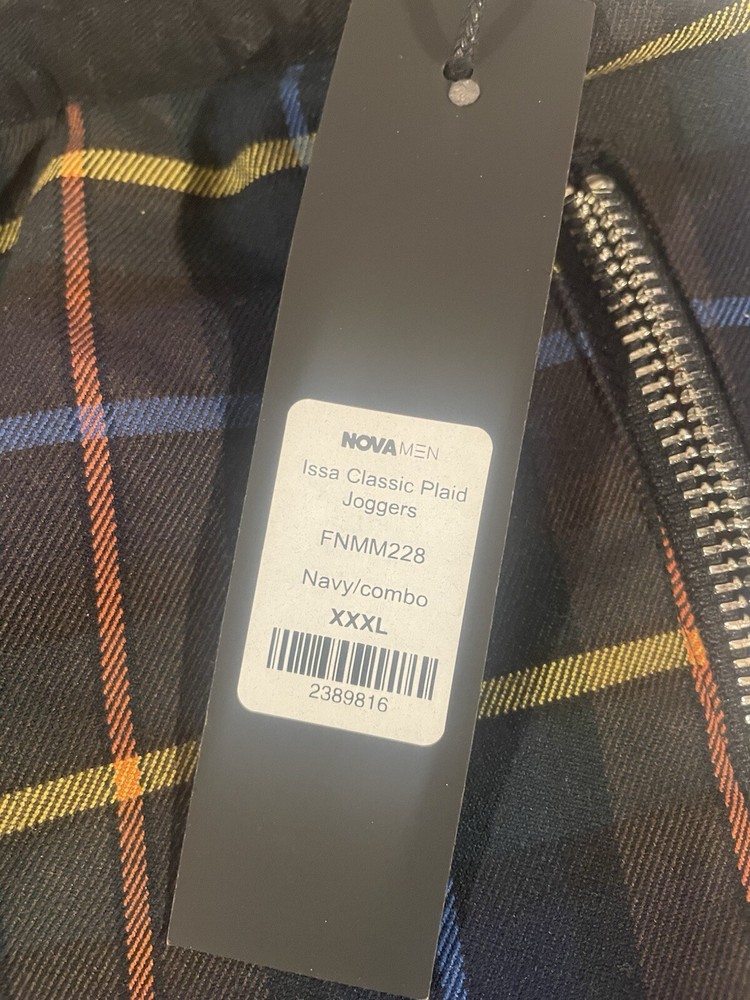 NOVAMEN
Issa Classic Plaid
Joggers
FNMM228
Navy/combo
XXXL
2389816